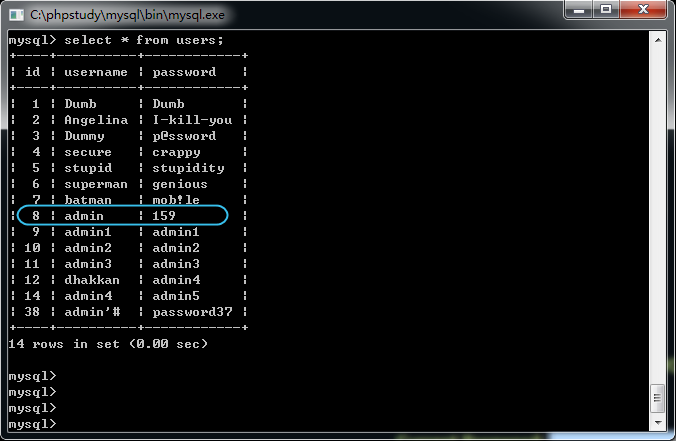 C:\phpstudy\mysql\bin\mysql.exe
mysql> select * from users;
+----+----------+------------+
| id | username | password   |
+----+----------+------------+
|  1 | Dumb     | Dumb       |
|  2 | Angelina | I-kill-you |
|  3 | Dummy    | p@ssword   |
|  4 | secure   | crappy     |
|  5 | stupid   | stupidity  |
|  6 | superman | genious    |
|  7 | batman   | mob!le     |
|  8 | admin    | 159        |
|  9 | admin1   | admin1     |
| 10 | admin2   | admin2     |
| 11 | admin3   | admin3     |
| 12 | dhakkan  | admin4     |
| 14 | admin4   | admin5     |
| 38 | admin'#  | password37 |
+----+----------+------------+
14 rows in set (0.00 sec)
mysql>
mysql>
mysql>
mysql>